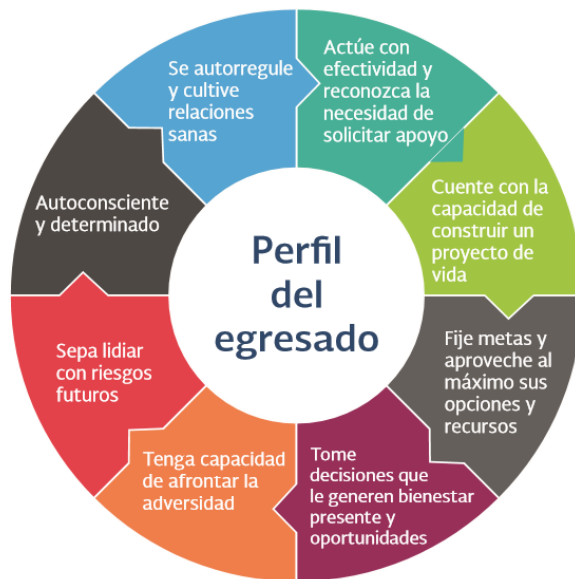 Perfil
del
egresado
Actúe con
efectividad y
reconozca la
necesidad de
solicitar apoyo
Cuente con la
capacidad de
construir un
proyecto de
vida
Fije metas y
aproveche al
máximo sus
opciones y
recursos
Tome
decisiones que
le generen bienestar
presente y
oportunidades
Tenga capacidad
de afrontar la
adversidad
Sepa lidiar
con riesgos
futuros
Autoconsciente
y determinado
Se autorregule
y cultive
relaciones
sanas